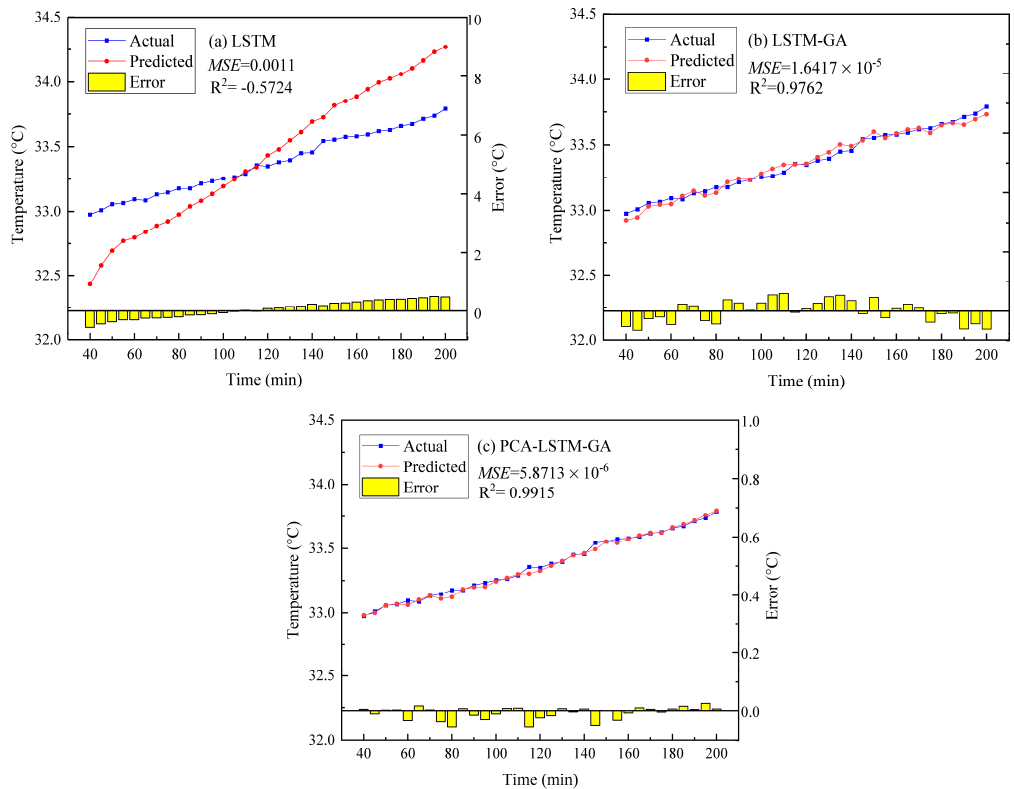 34.5
34.0
33.5
33.0
32.5
32.0
Temperature (°C)
Actual
Predicted
Error
(a) LSTM
MSE=0.0011
R²= -0.5724
10
8
6
4
2
0
Error (°C)
40 60 80 100 120 140 160 180 200
Time (min)
34.5
34.0
33.5
33.0
32.5
32.0
Temperature (°C)
Actual
Predicted
Error
(b) LSTM-GA
MSE=1.6417 × 10⁻⁵
R²=0.9762
40 60 80 100 120 140 160 180 200
Time (min)
34.5
34.0
33.5
33.0
32.5
32.0
Temperature (°C)
Actual
Predicted
Error
(c) PCA-LSTM-GA
MSE=5.8713 × 10⁻⁶
R²= 0.9915
1.0
0.8
0.6
0.4
0.2
0.0
Error (°C)
40 60 80 100 120 140 160 180 200
Time (min)